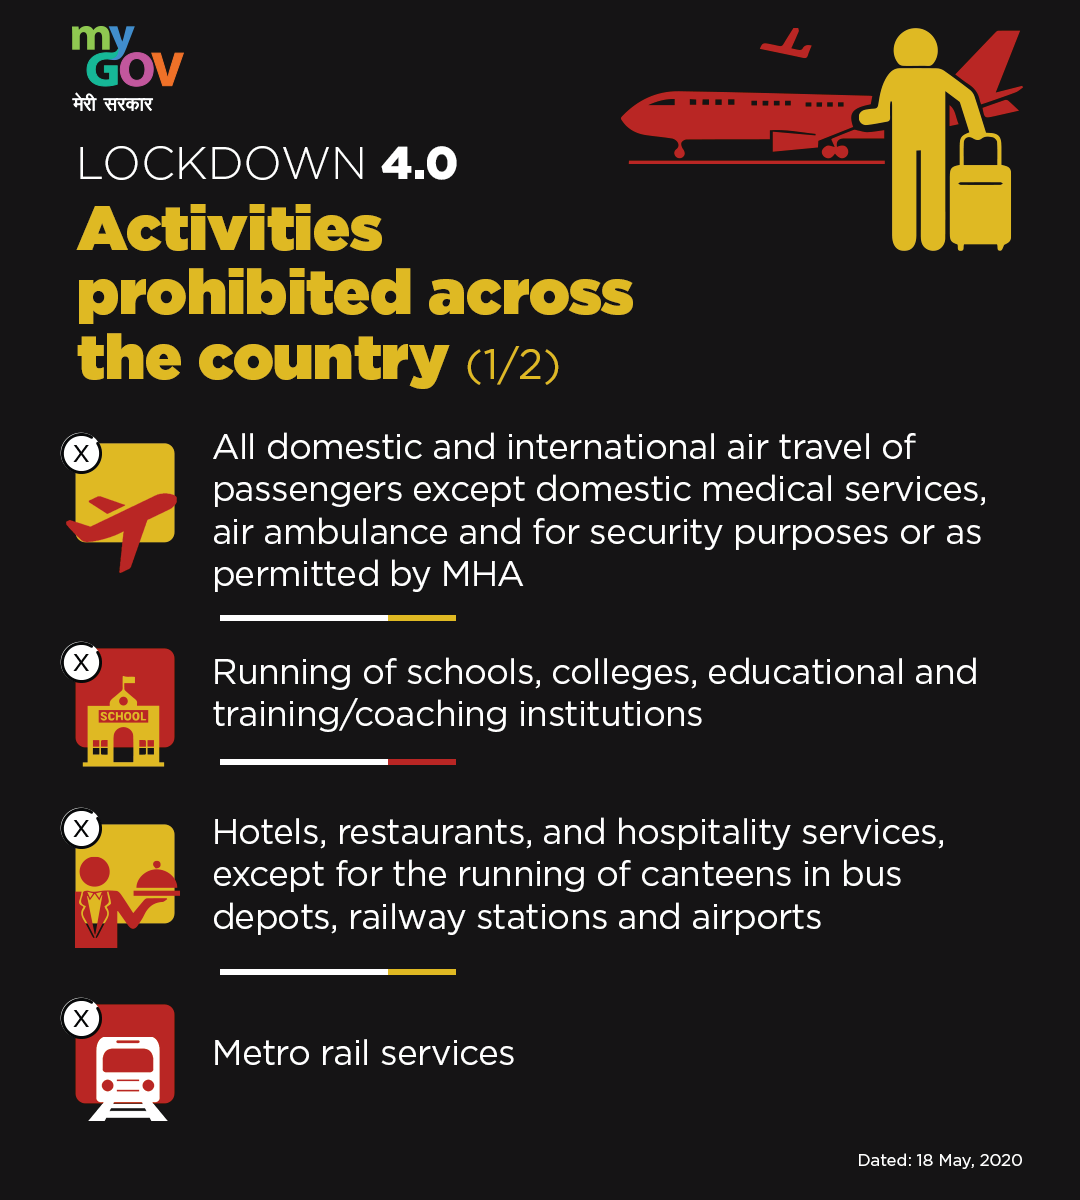 my
GOV
मेरी सरकार
LOCKDOWN 4.0
Activities
prohibited across
the country (1/2)
X
All domestic and international air travel of
passengers except domestic medical services,
air ambulance and for security purposes or as
permitted by MHA
X
SCHOOL
Running of schools, colleges, educational and
training/coaching institutions
X
Hotels, restaurants, and hospitality services,
except for the running of canteens in bus
depots, railway stations and airports
X
Metro rail services
Dated: 18 May, 2020